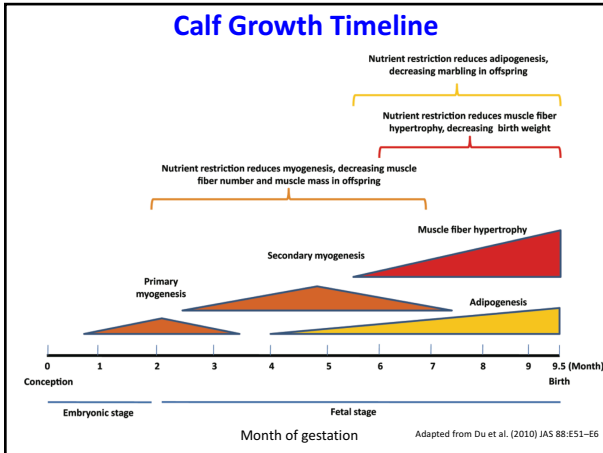 Calf Growth Timeline
Nutrient restriction reduces adipogenesis,
decreasing marbling in offspring
Nutrient restriction reduces muscle fiber
hypertrophy, decreasing birth weight
Nutrient restriction reduces myogenesis, decreasing muscle
fiber number and muscle mass in offspring
Muscle fiber hypertrophy
Secondary myogenesis
Primary
myogenesis
Adipogenesis
0 1 2 3 4 5 6 7 8 9 9.5 (Month)
Conception Birth
Embryonic stage Fetal stage
Month of gestation
Adapted from Du et al. (2010) JAS 88:E51–E6